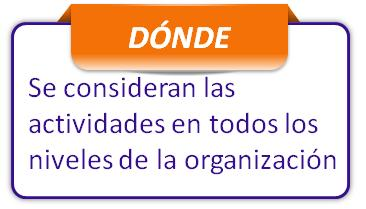 DÓNDE
Se consideran las
actividades en todos los
niveles de la organización